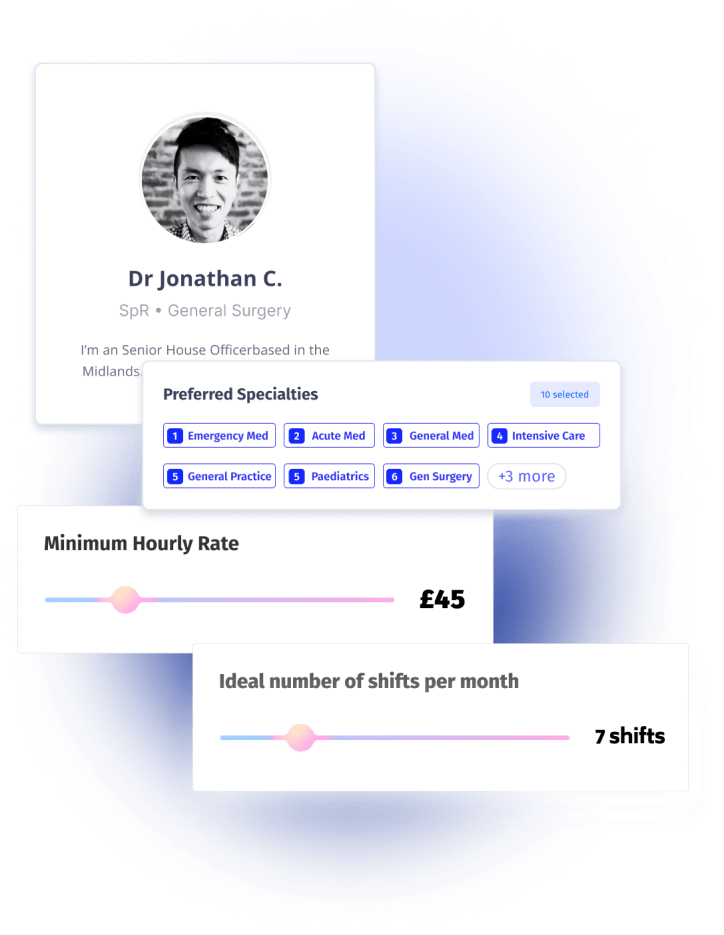 Dr Jonathan C.
SpR • General Surgery
I'm an Senior House Officerbased in the
Midlands.
Preferred Specialties
10 selected
1 Emergency Med
2 Acute Med
3 General Med
4 Intensive Care
5 General Practice
5 Paediatrics
6 Gen Surgery
+3 more
Minimum Hourly Rate
£45
Ideal number of shifts per month
7 shifts